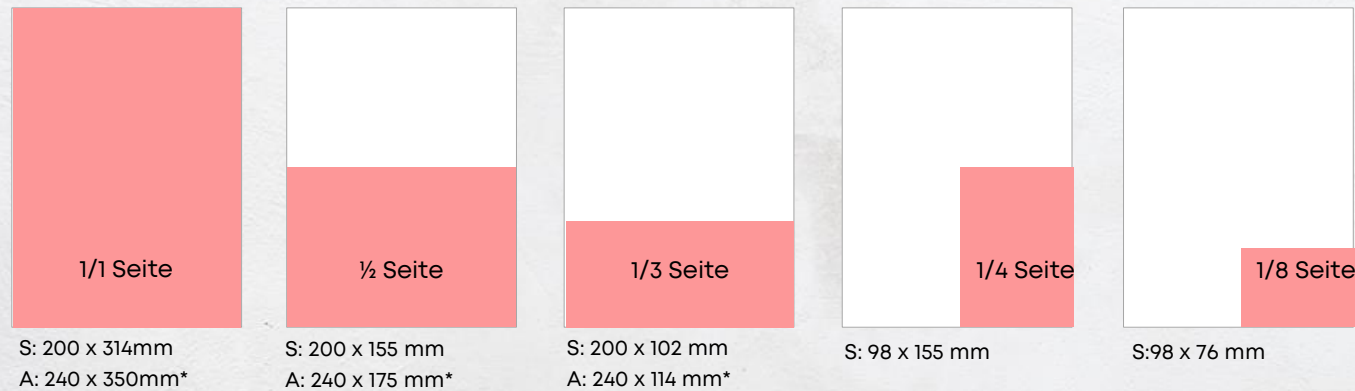 1/1 Seite
½ Seite
1/3 Seite
1/4 Seite
1/8 Seite
S: 200 x 314mm
A: 240 x 350mm*
S: 200 x 155 mm
A: 240 x 175 mm*
S: 200 x 102 mm
A: 240 x 114 mm*
S: 98 x 155 mm
S:98 x 76 mm